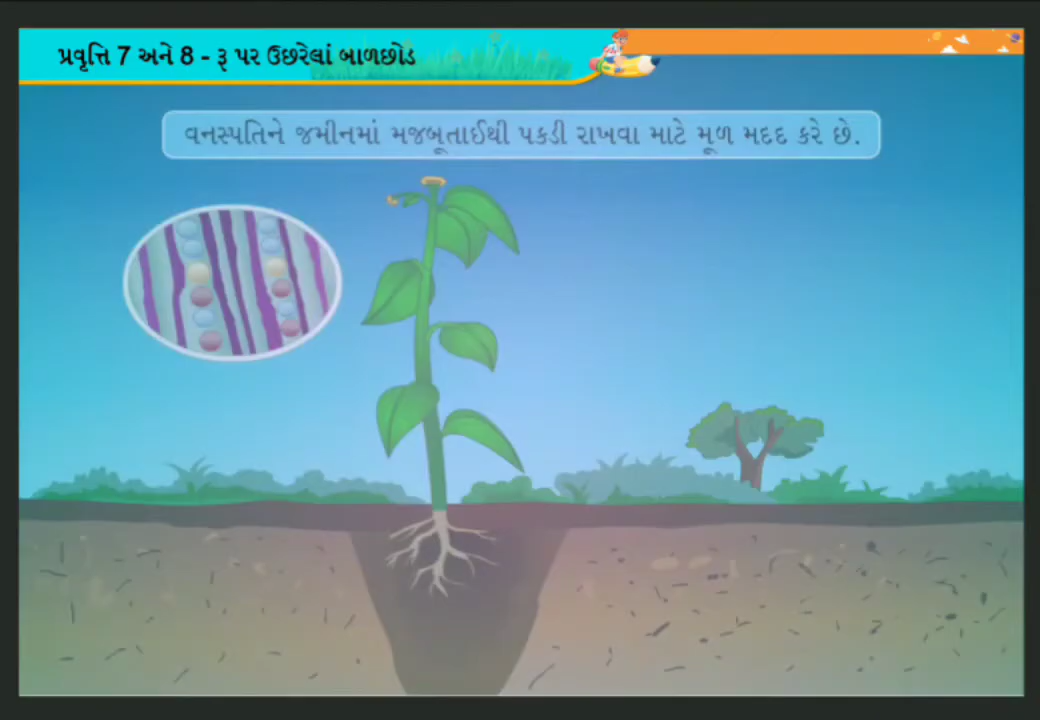 પ્રવૃત્તિ 7 અને 8 - રૂ પર ઉછરેલાં બાળછોડ
વનસ્પતિને જમીનમાં મજબૂતાઈથી પકડી રાખવા માટે મૂળ મદદ કરે છે.